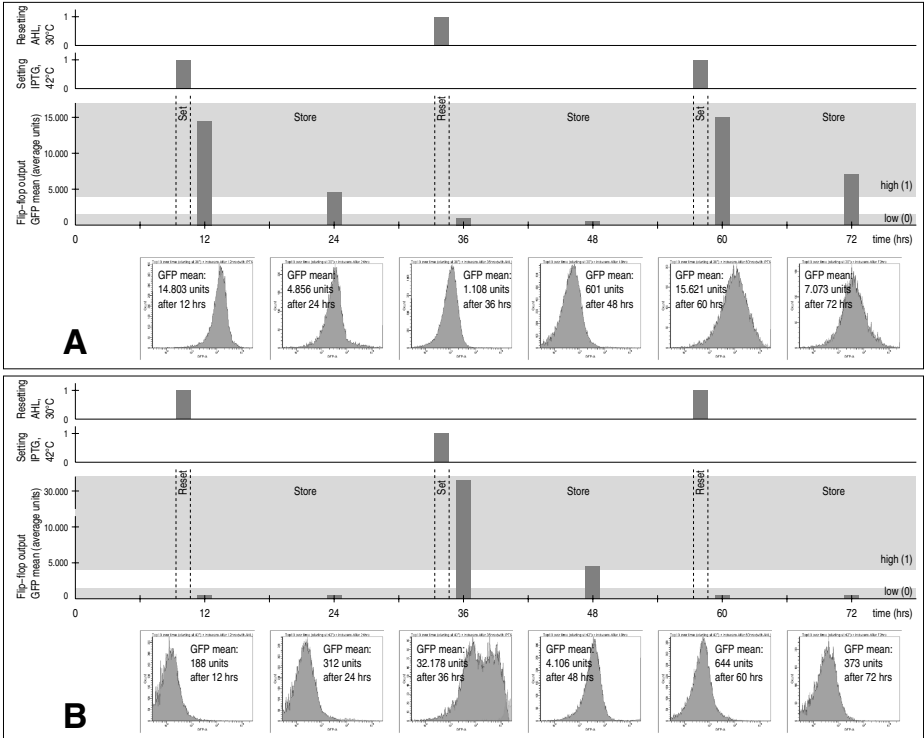 Resetting
AHL,
30°C
1
0
Setting
IPTG,
42°C
1
0
Flip–flop output
GFP mean (average units)
15.000
10.000
5.000
0
Set
Store
Reset
Store
Set
Store
high (1)
low (0)
0
12
24
36
48
60
72
time (hrs)
GFP mean:
14.803 units
after 12 hrs
GFP mean:
4.856 units
after 24 hrs
GFP mean:
1.108 units
after 36 hrs
GFP mean:
601 units
after 48 hrs
GFP mean:
15.621 units
after 60 hrs
GFP mean:
7.073 units
after 72 hrs
A
Resetting
AHL,
30°C
1
0
Setting
IPTG,
42°C
1
0
Flip–flop output
GFP mean (average units)
30.000
10.000
5.000
0
Reset
Store
Set
Store
Reset
Store
high (1)
low (0)
0
12
24
36
48
60
72
time (hrs)
GFP mean:
188 units
after 12 hrs
GFP mean:
312 units
after 24 hrs
GFP mean:
32.178 units
after 36 hrs
GFP mean:
4.106 units
after 48 hrs
GFP mean:
644 units
after 60 hrs
GFP mean:
373 units
after 72 hrs
B